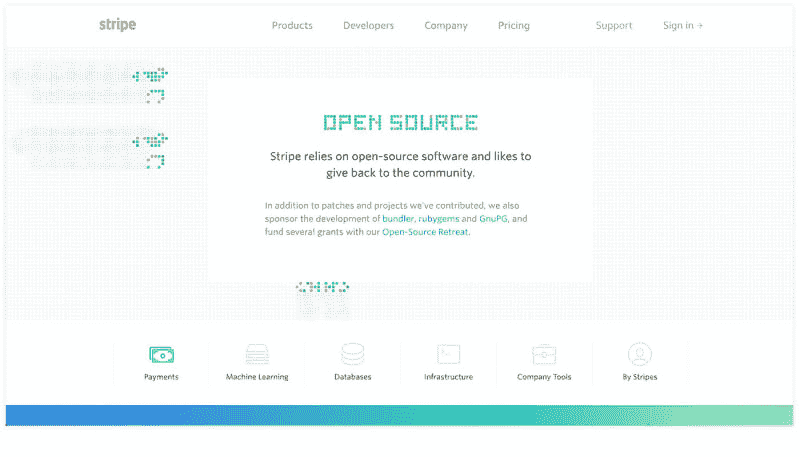 stripe
Products Developers Company Pricing Support Sign in →
OPEN SOURCE
Stripe relies on open-source software and likes to
give back to the community.
In addition to patches and projects we've contributed, we also
sponsor the development of bundler, rubygems and GnuPG, and
fund several grants with our Open-Source Retreat.
Payments Machine Learning Databases Infrastructure Company Tools By Stripes